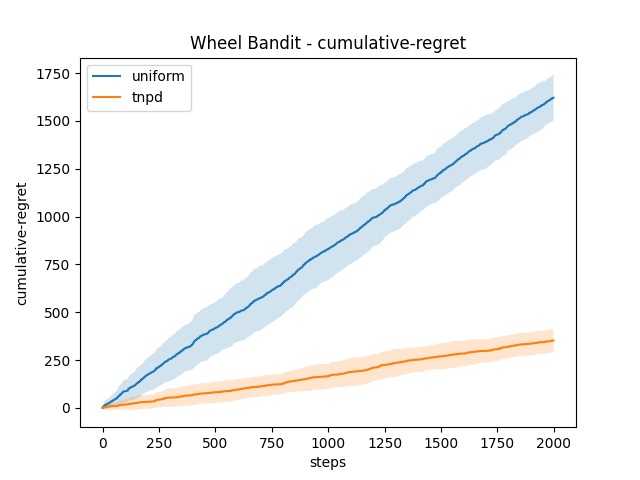 Wheel Bandit - cumulative-regret
uniform
tnpd
cumulative-regret
1750
1500
1250
1000
750
500
250
0
0 250 500 750 1000 1250 1500 1750 2000
steps